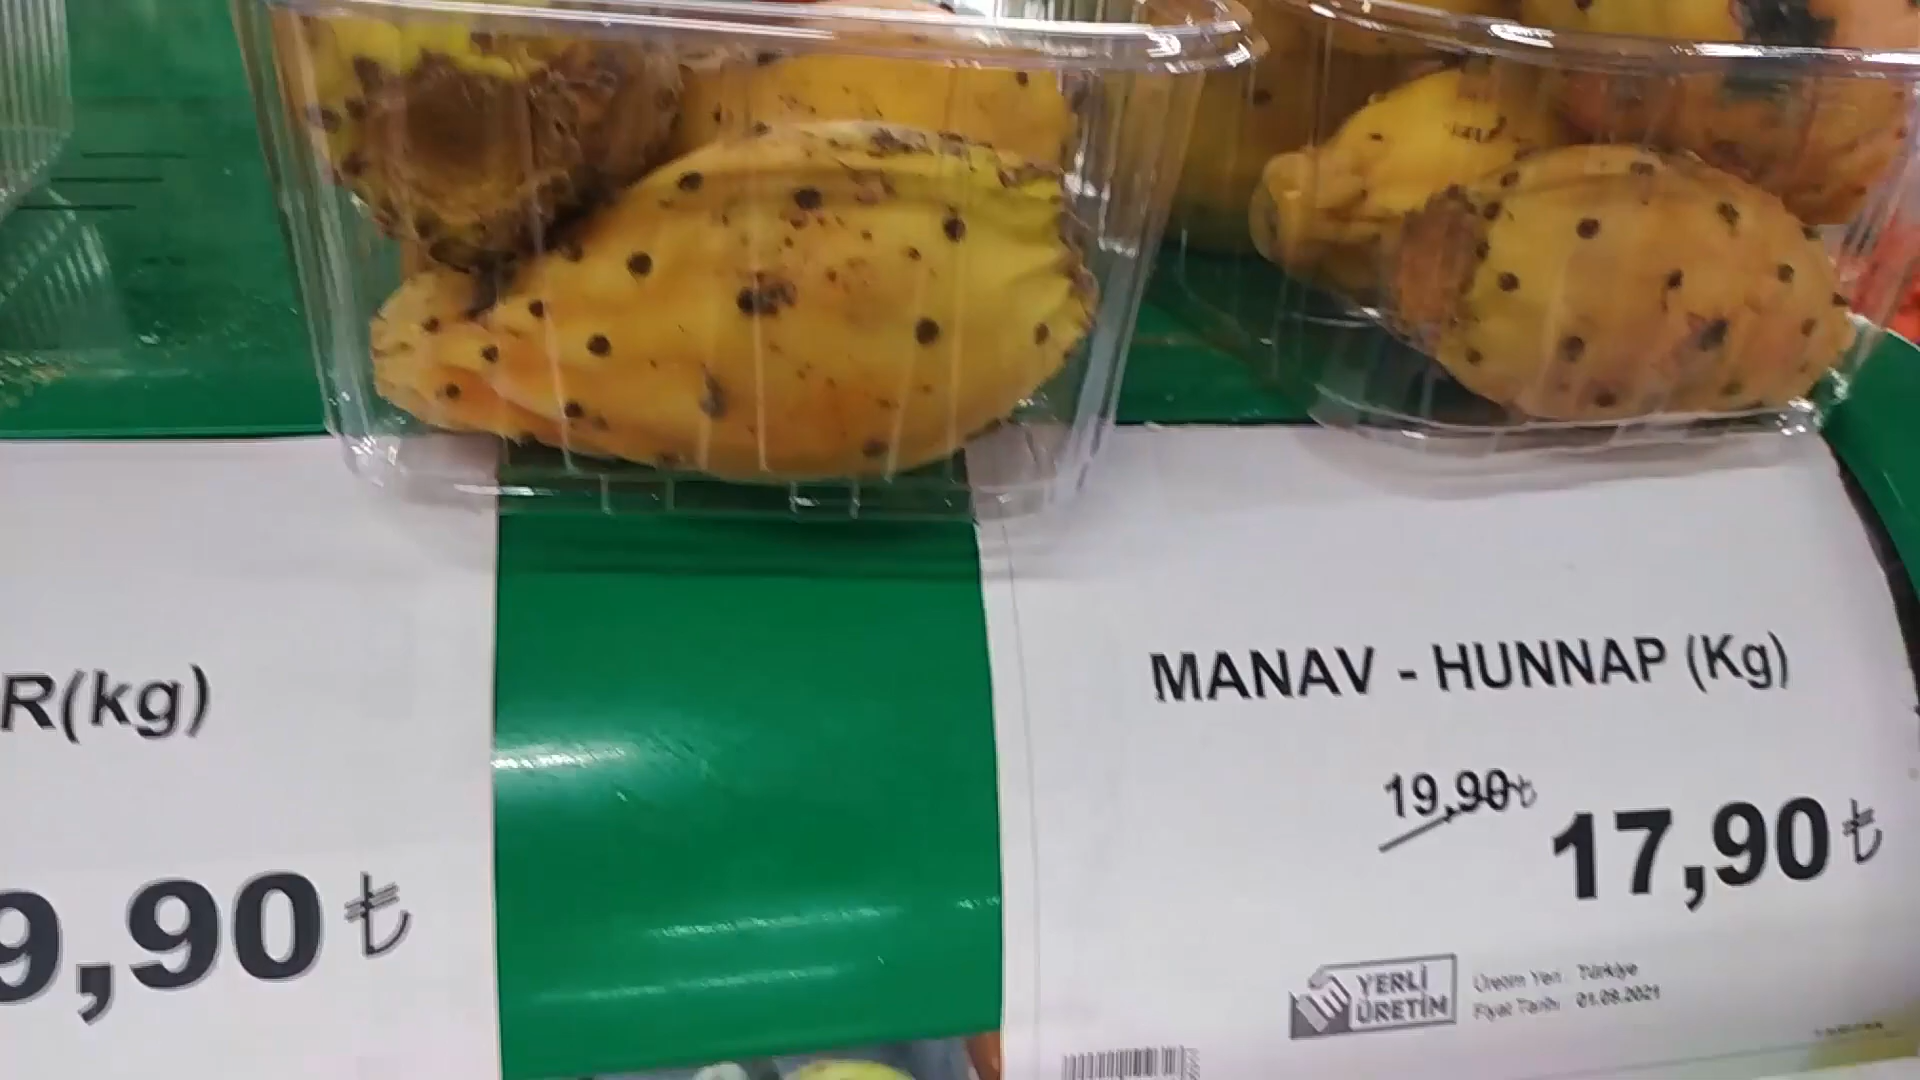 R(kg)
9,90₺
MANAV - HUNNAP (Kg)
19,90₺
17,90₺
YERLİ
ÜRETİM
Üretim Yeri : Türkiye
Fiyat Tarihi : 01.09.2021